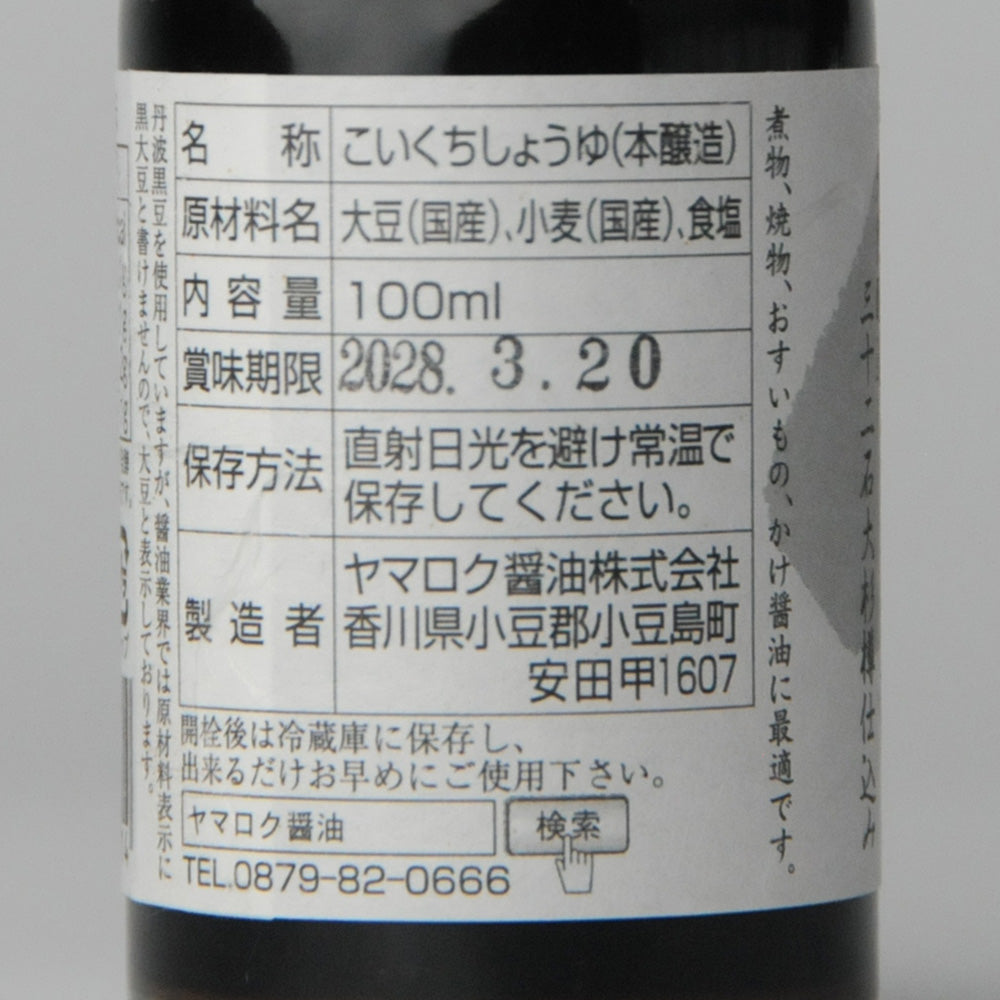 名称 こいくちしょうゆ(本醸造)
原材料名 大豆(国産)、小麦(国産)、食塩
内容量 100ml
賞味期限 2028. 3. 20
保存方法 直射日光を避け常温で
保存してください。
製造者 ヤマロク醤油株式会社
香川県小豆郡小豆島町
安田甲1607
開栓後は冷蔵庫に保存し、
出来るだけお早めにご使用下さい。
ヤマロク醤油 検索
TEL.0879-82-0666
煮物、焼物、おすいもの、かけ醤油に最適です。
三十二石 大杉樽仕込み
丹波黒豆を使用していますが、醤油業界では原材料表示に
黒大豆と書けませんので、大豆と表示しております。